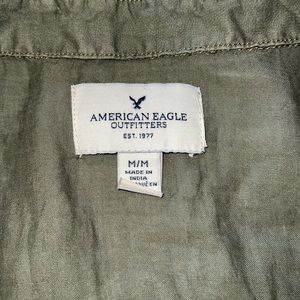 AMERICAN EAGLE
OUTFITTERS
EST. 1977
M/M
MADE IN
INDIA